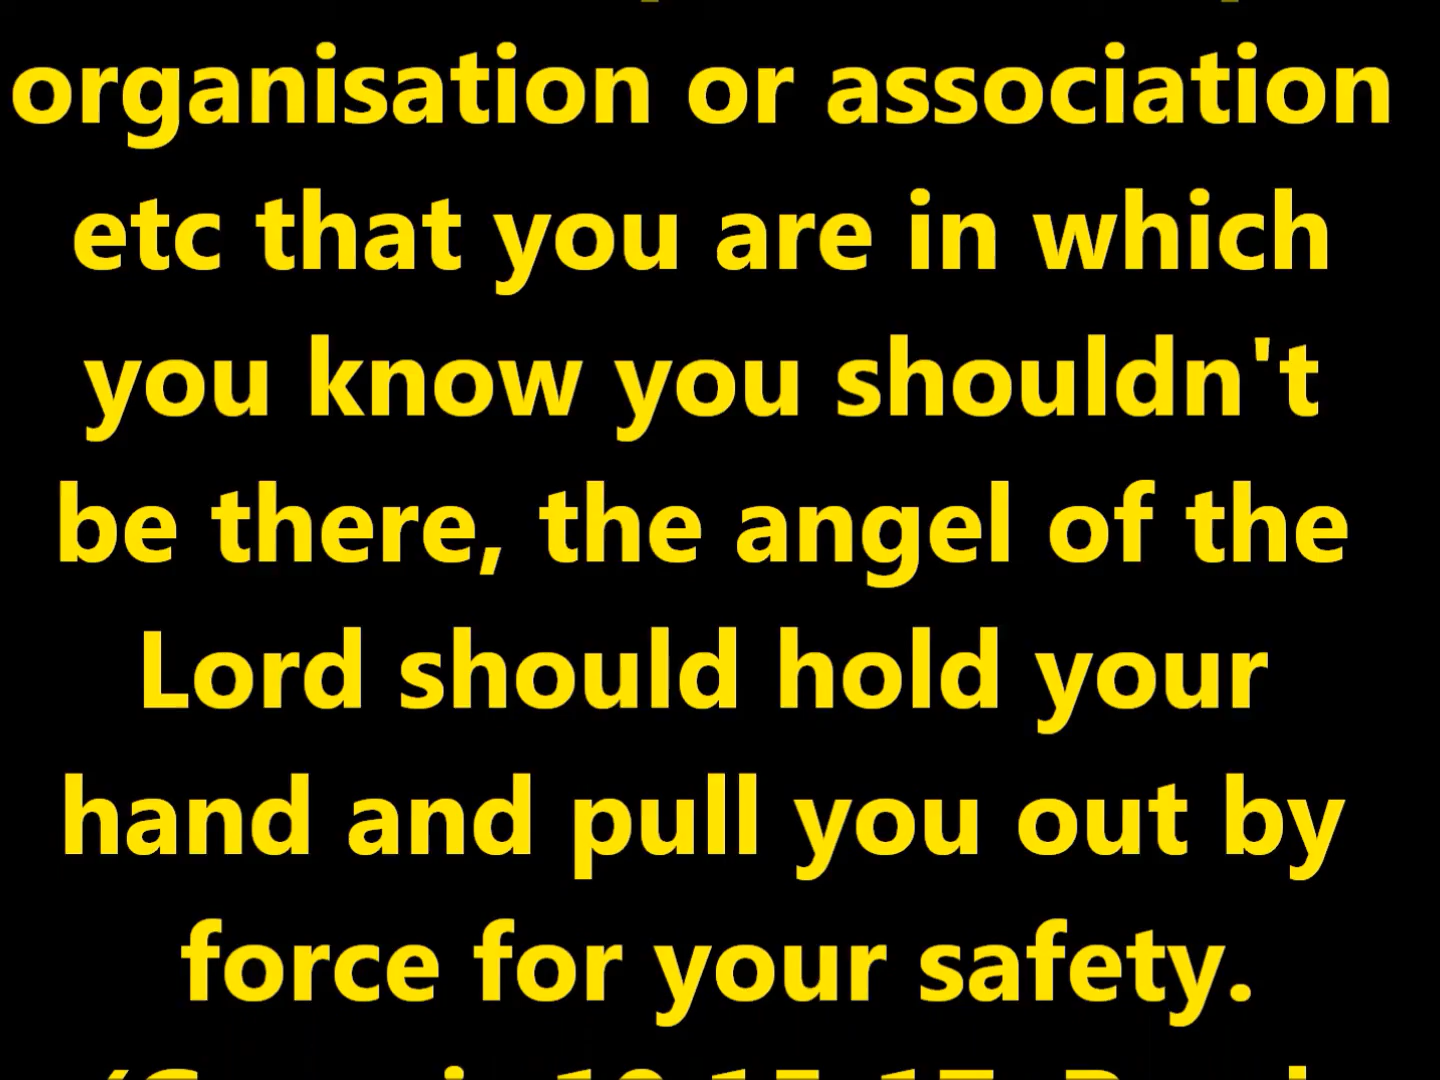 organisation or association
etc that you are in which
you know you shouldn't
be there, the angel of the
Lord should hold your
hand and pull you out by
force for your safety.